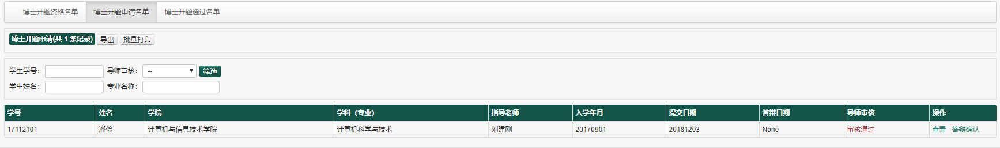 博士开题资格名单 博士开题申请名单 博士开题通过名单
博士开题申请(共 1 条记录) 导出 批量打印
学生学号： 导师审核： -- 筛选
学生姓名： 专业名称：
学号 姓名 学院 学科（专业） 指导老师 入学年月 提交日期 答辩日期 导师审核 操作
17112101 潘俭 计算机与信息技术学院 计算机科学与技术 刘建刚 20170901 20181203 None 审核通过 查看 答辩确认